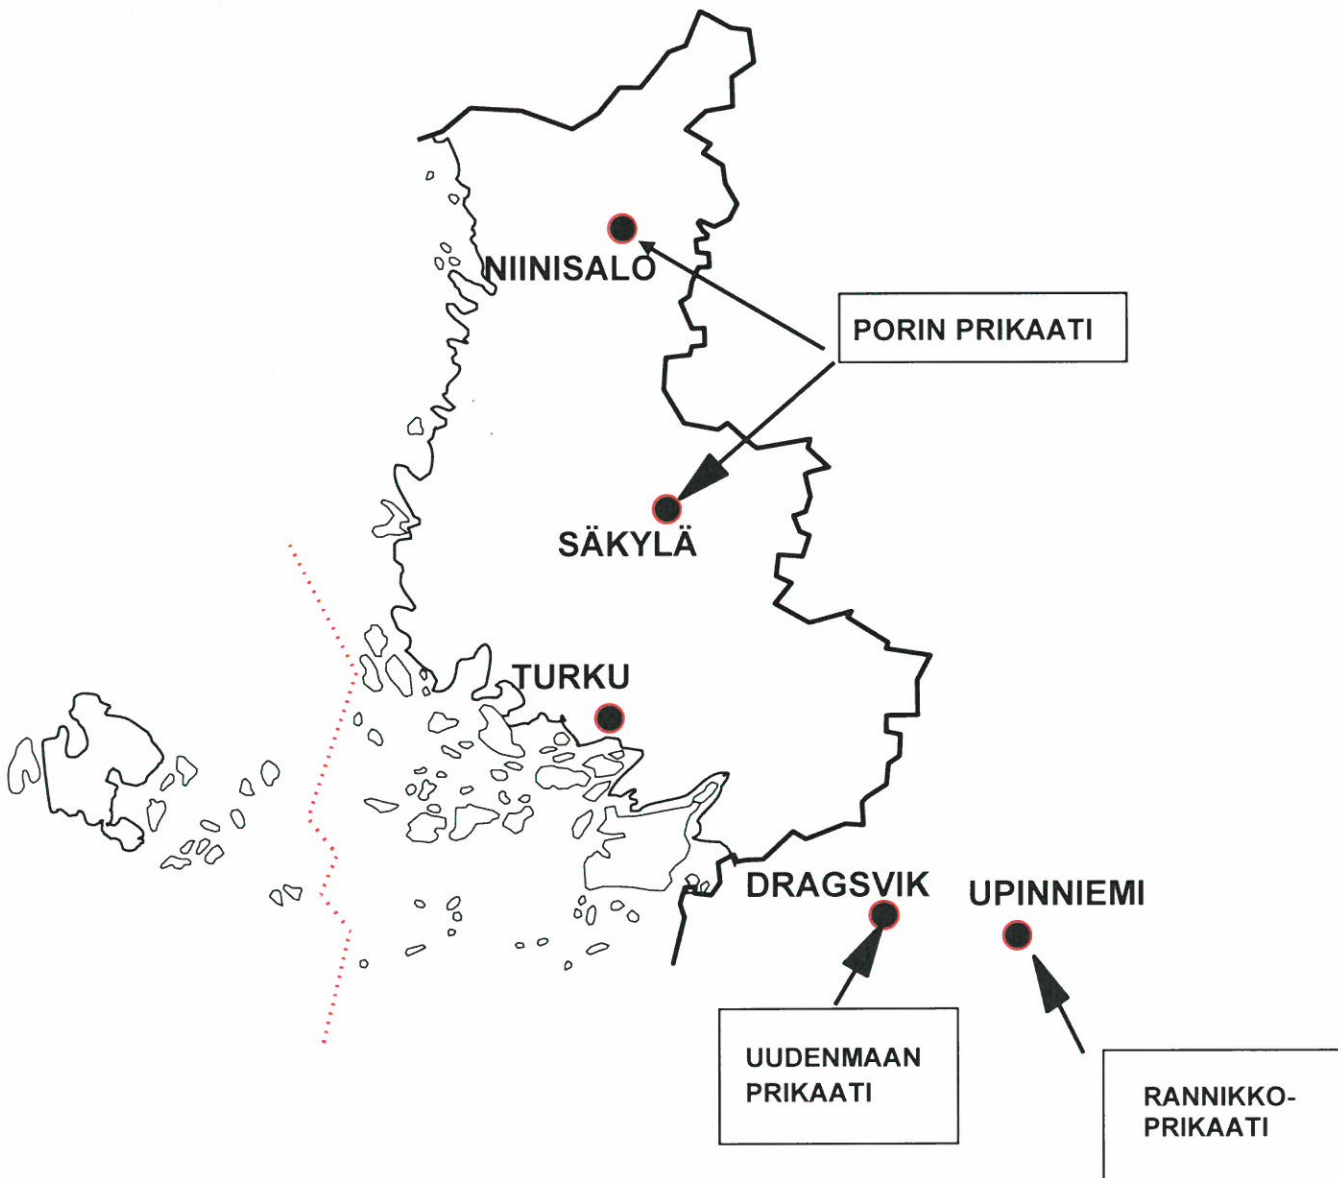 NIINISALO
PORIN PRIKAATI
SÄKYLÄ
TURKU
DRAGSVIK
UPINNIEMI
UUDENMAAN
PRIKAATI
RANNIKKO-
PRIKAATI